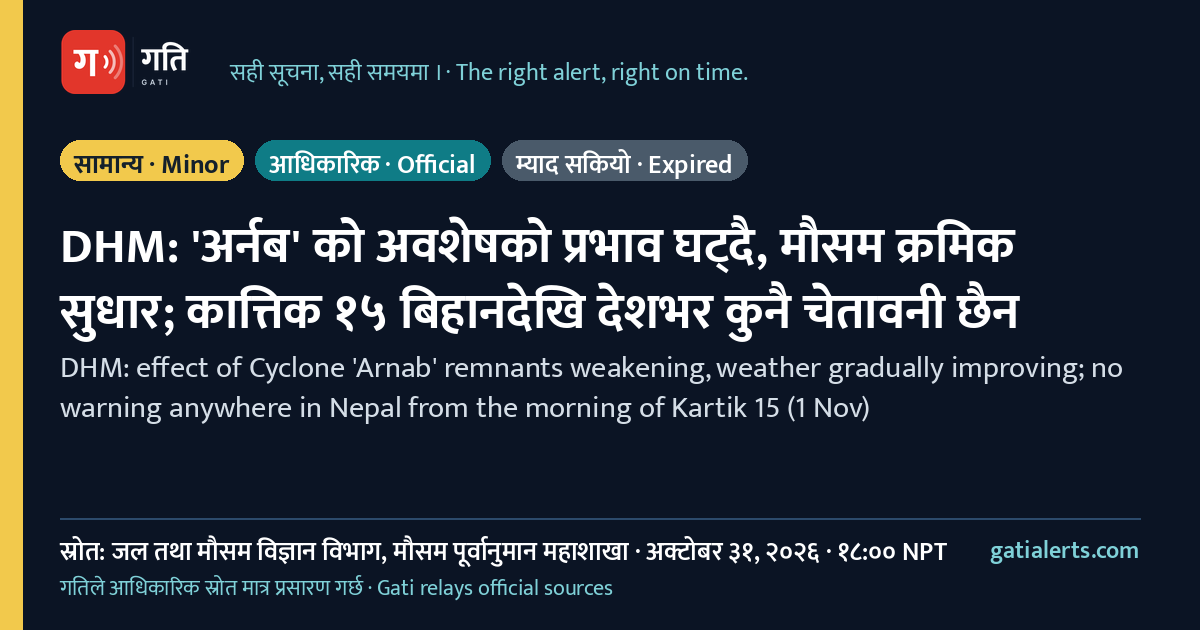 ग
गति
GATI
सही सूचना, सही समयमा । · The right alert, right on time.
सामान्य · Minor
आधिकारिक · Official
म्याद सकियो · Expired
DHM: 'अर्नब' को अवशेषको प्रभाव घट्दै, मौसम क्रमिक
सुधार; कात्तिक १५ बिहानदेखि देशभर कुनै चेतावनी छैन
DHM: effect of Cyclone 'Arnab' remnants weakening, weather gradually improving; no
warning anywhere in Nepal from the morning of Kartik 15 (1 Nov)
स्रोत: जल तथा मौसम विज्ञान विभाग, मौसम पूर्वानुमान महाशाखा · अक्टोबर ३१, २०२६ · १८:०० NPT
gatialerts.com
गतिले आधिकारिक स्रोत मात्र प्रसारण गर्छ · Gati relays official sources